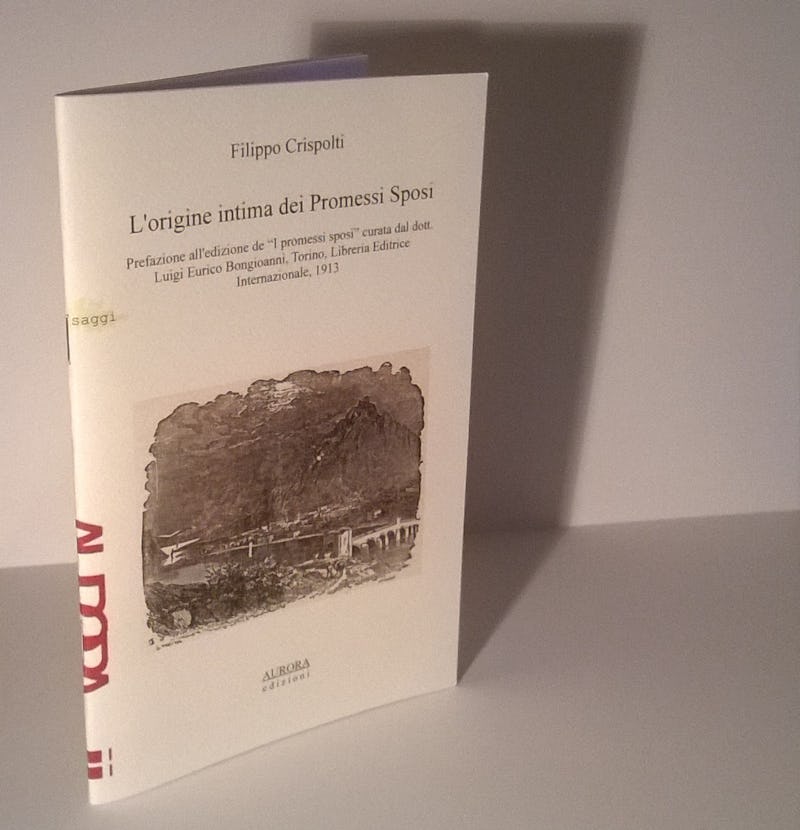 Filippo Crispolti
L'origine intima dei Promessi Sposi
Prefazione all'edizione de “I promessi sposi” curata dal dott.
Luigi Eurico Bongioanni, Torino, Libreria Editrice
Internazionale, 1913
saggi
AURORA
edizioni